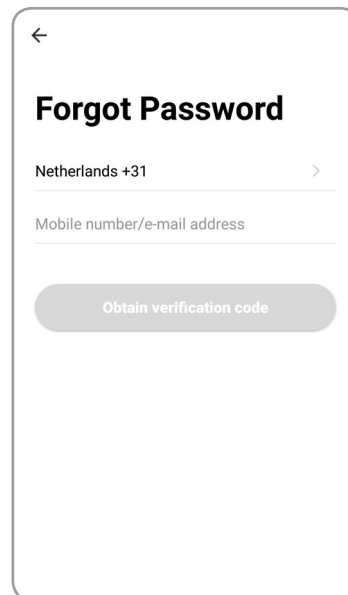 Forgot Password
Netherlands +31
Mobile number/e-mail address
Obtain verification code